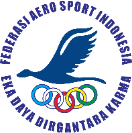 FEDERASI AERO SPORT INDONESIA
EKA DAYA DIRGANTARA KARMA